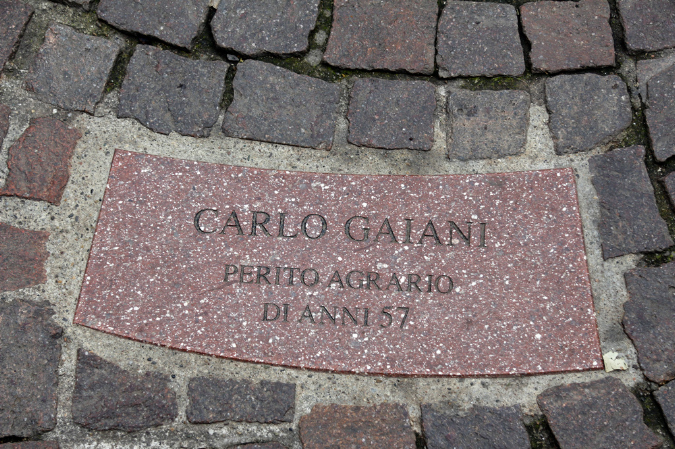 CARLO GAIANI
PERITO AGRARIO
DI ANNI 57